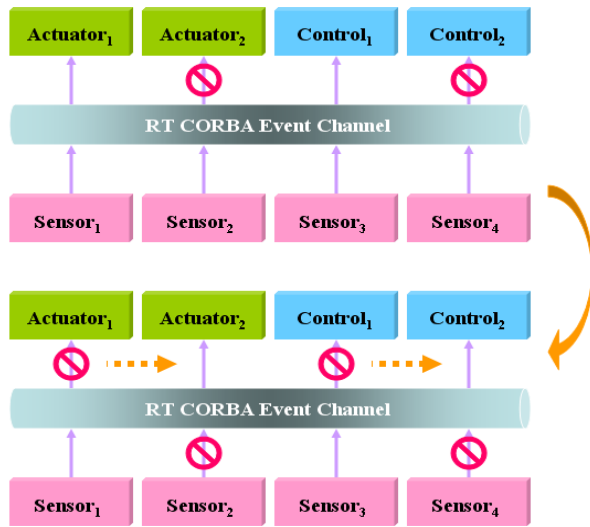 Actuator₁ Actuator₂ Control₁ Control₂
RT CORBA Event Channel
Sensor₁ Sensor₂ Sensor₃ Sensor₄
Actuator₁ Actuator₂ Control₁ Control₂
RT CORBA Event Channel
Sensor₁ Sensor₂ Sensor₃ Sensor₄